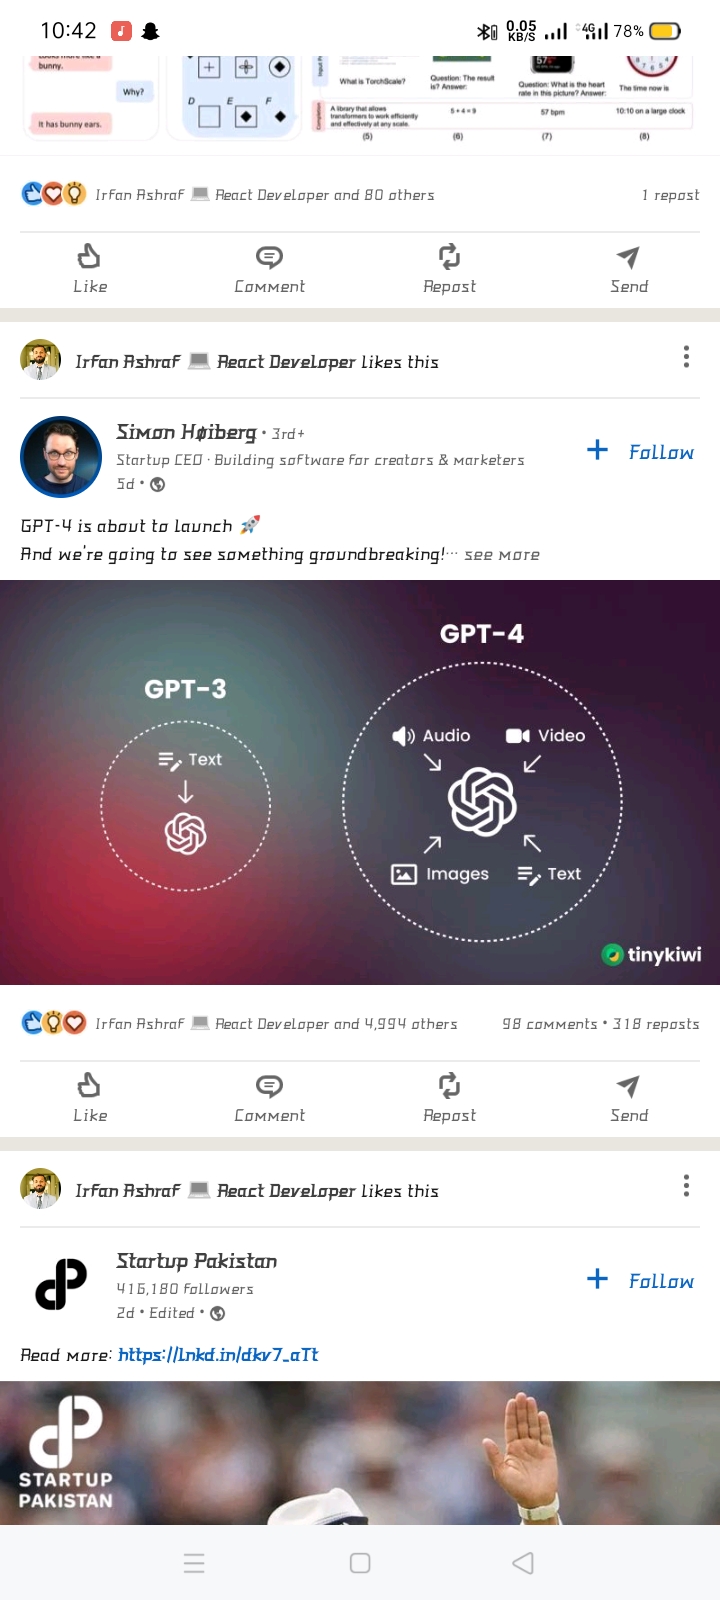 10:42
0.05
KB/S
4G
78%
bunny.
Why?
It has bunny ears.
D E F
What is TorchScale?
Question: The result
is? Answer:
Question: What is the heart
rate in this picture? Answer:
The time now is
Completion
A library that allows
transformers to work efficiently
and effectively at any scale.
5 + 4 = 9
57 bpm
10:10 on a large clock
(5) (6) (7) (8)
Irfan Ashraf 💻 React Developer and 80 others
1 repost
Like Comment Repost Send
Irfan Ashraf 💻 React Developer likes this
Simon Høiberg • 3rd+
Startup CEO · Building software for creators & marketers
5d •
+ Follow
GPT-4 is about to launch 🚀
And we're going to see something groundbreaking!... see more
GPT-3
Text
GPT-4
Audio Video
Images Text
tinykiwi
Irfan Ashraf 💻 React Developer and 4,994 others
98 comments • 318 reposts
Like Comment Repost Send
Irfan Ashraf 💻 React Developer likes this
Startup Pakistan
416,180 followers
2d • Edited •
+ Follow
Read more: https://lnkd.in/dkv7_aTt
STARTUP
PAKISTAN